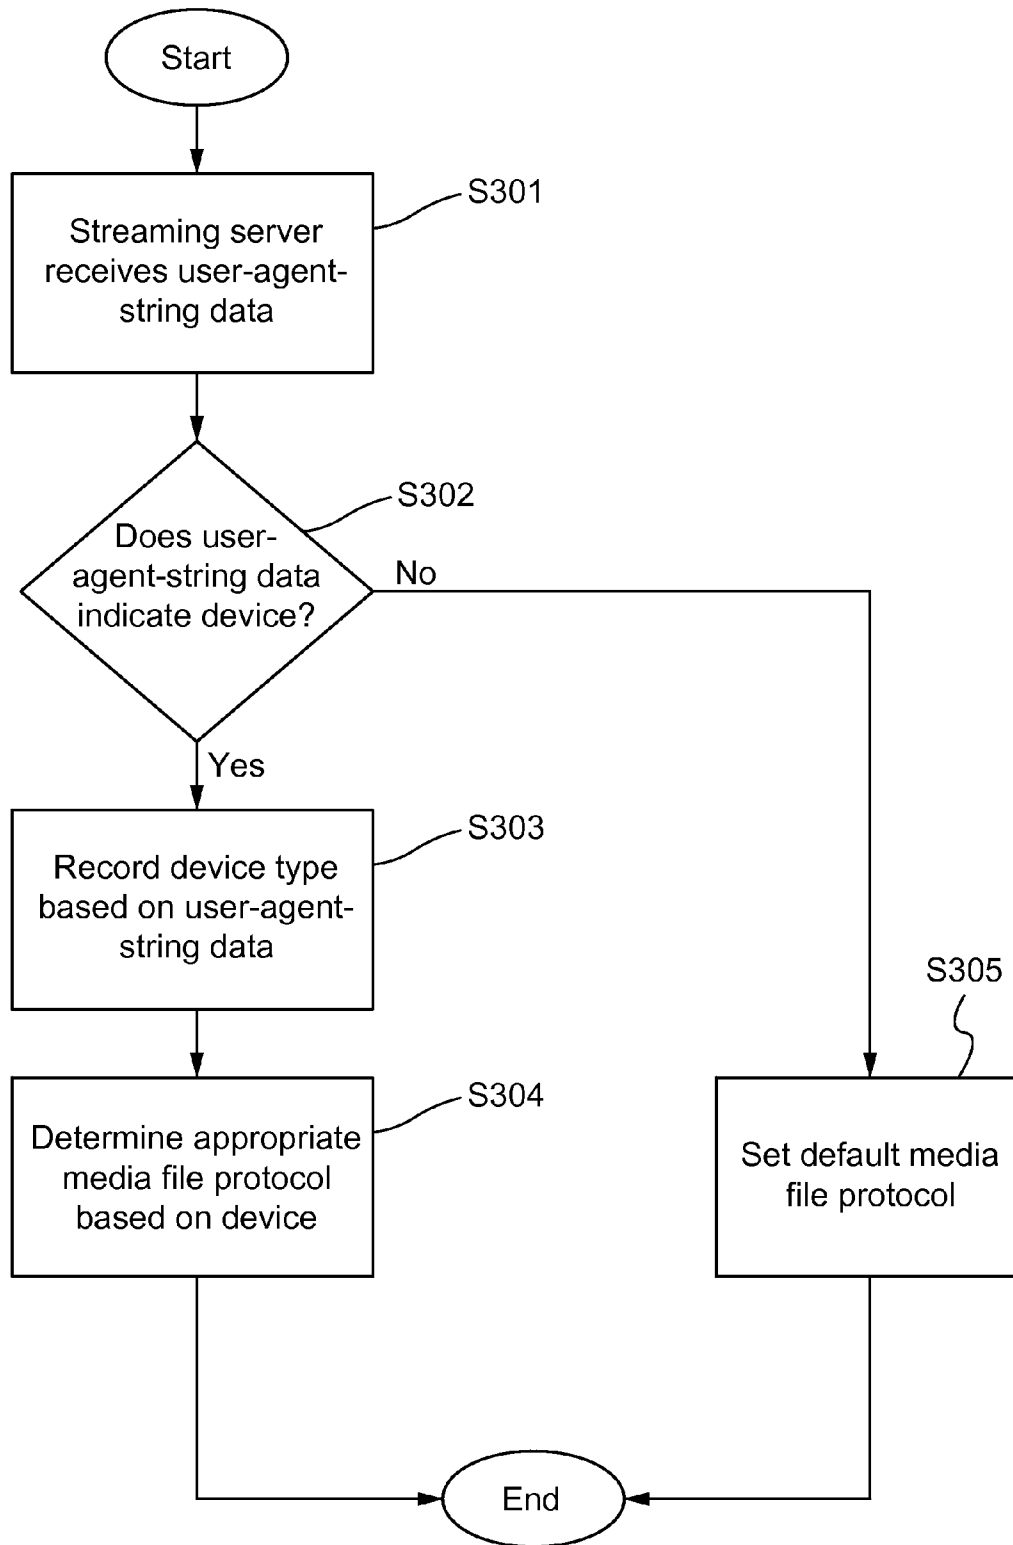 Start
S301
Streaming server
receives user-agent-
string data
S302
Does user-
agent-string data
indicate device?
No
Yes
S303
Record device type
based on user-agent-
string data
S305
S304
Determine appropriate
media file protocol
based on device
Set default media
file protocol
End